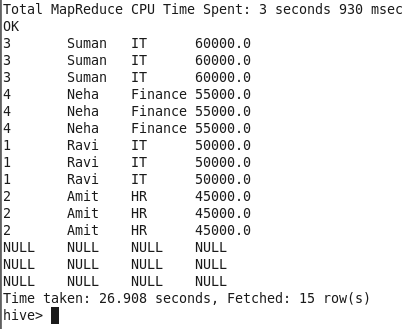 Total MapReduce CPU Time Spent: 3 seconds 930 msec
OK
3       Suman   IT      60000.0
3       Suman   IT      60000.0
3       Suman   IT      60000.0
4       Neha    Finance 55000.0
4       Neha    Finance 55000.0
4       Neha    Finance 55000.0
1       Ravi    IT      50000.0
1       Ravi    IT      50000.0
1       Ravi    IT      50000.0
2       Amit    HR      45000.0
2       Amit    HR      45000.0
2       Amit    HR      45000.0
NULL    NULL    NULL    NULL
NULL    NULL    NULL    NULL
NULL    NULL    NULL    NULL
Time taken: 26.908 seconds, Fetched: 15 row(s)
hive>